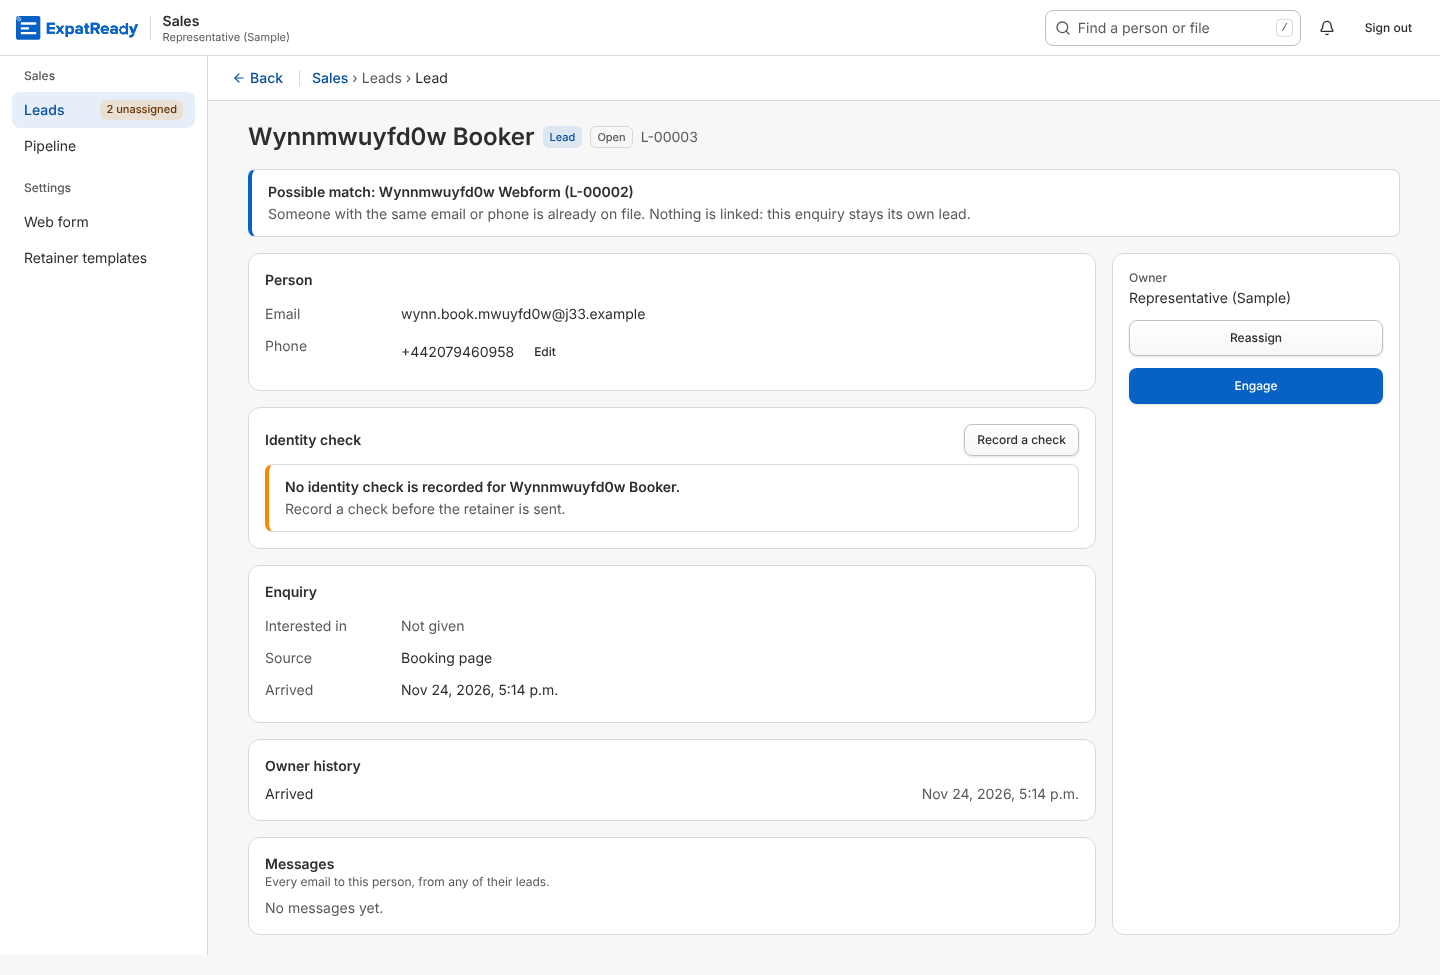 ExpatReady
Sales
Representative (Sample)
Find a person or file
/
Sign out
Sales
Leads
2 unassigned
Pipeline
Settings
Web form
Retainer templates
← Back
Sales › Leads › Lead
Wynnmwuyfd0w Booker
Lead
Open
L-00003
Possible match: Wynnmwuyfd0w Webform (L-00002)
Someone with the same email or phone is already on file. Nothing is linked: this enquiry stays its own lead.
Person
Email
wynn.book.mwuyfd0w@j33.example
Phone
+442079460958
Edit
Identity check
Record a check
No identity check is recorded for Wynnmwuyfd0w Booker.
Record a check before the retainer is sent.
Enquiry
Interested in
Not given
Source
Booking page
Arrived
Nov 24, 2026, 5:14 p.m.
Owner history
Arrived
Nov 24, 2026, 5:14 p.m.
Messages
Every email to this person, from any of their leads.
No messages yet.
Owner
Representative (Sample)
Reassign
Engage